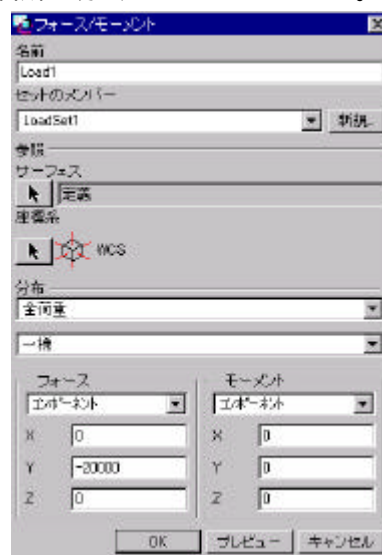 フォース/モーメント
名前
Load1
セットのメンバー
LoadSet1
新規...
参照
サーフェス
定義
座標系
WCS
分布
全荷重
一様
フォース モーメント
コンポーネント コンポーネント
X 0 X 0
Y -20000 Y 0
Z 0 Z 0
OK プレビュー キャンセル